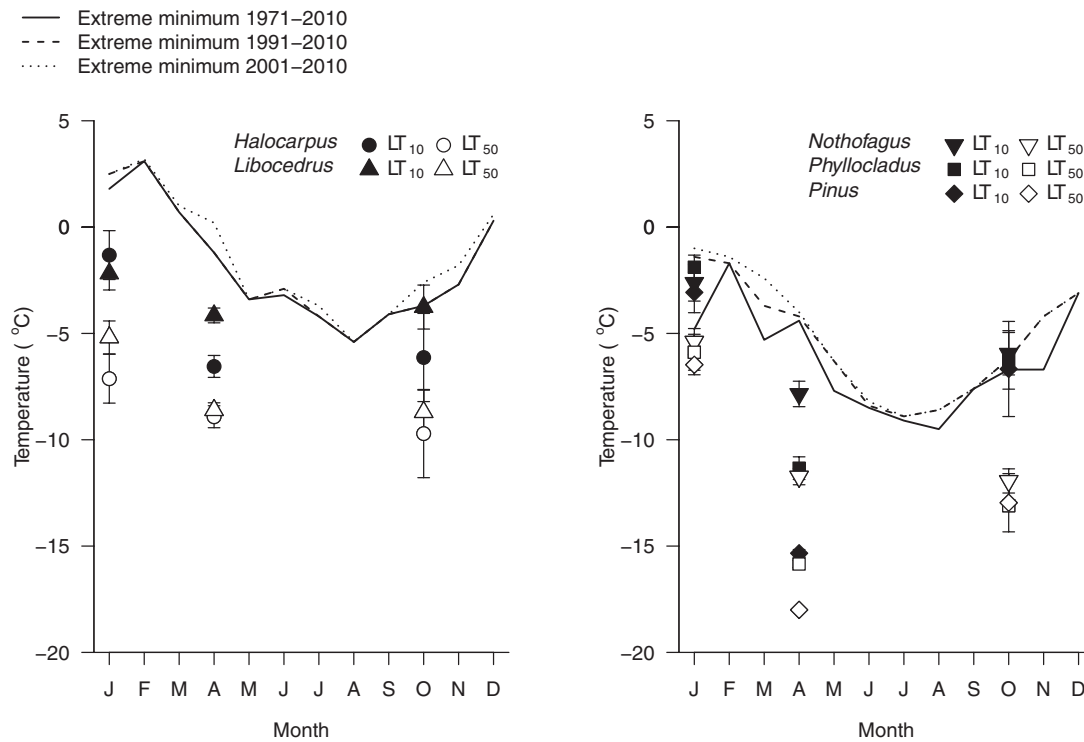 Extreme minimum 1971−2010
Extreme minimum 1991−2010
Extreme minimum 2001−2010
Halocarpus LT10 LT50
Libocedrus LT10 LT50
5
0
−5
−10
−15
−20
Temperature ( °C)
J F M A M J J A S O N D
Month
Nothofagus LT10 LT50
Phyllocladus LT10 LT50
Pinus LT10 LT50
5
0
−5
−10
−15
−20
Temperature ( °C)
J F M A M J J A S O N D
Month